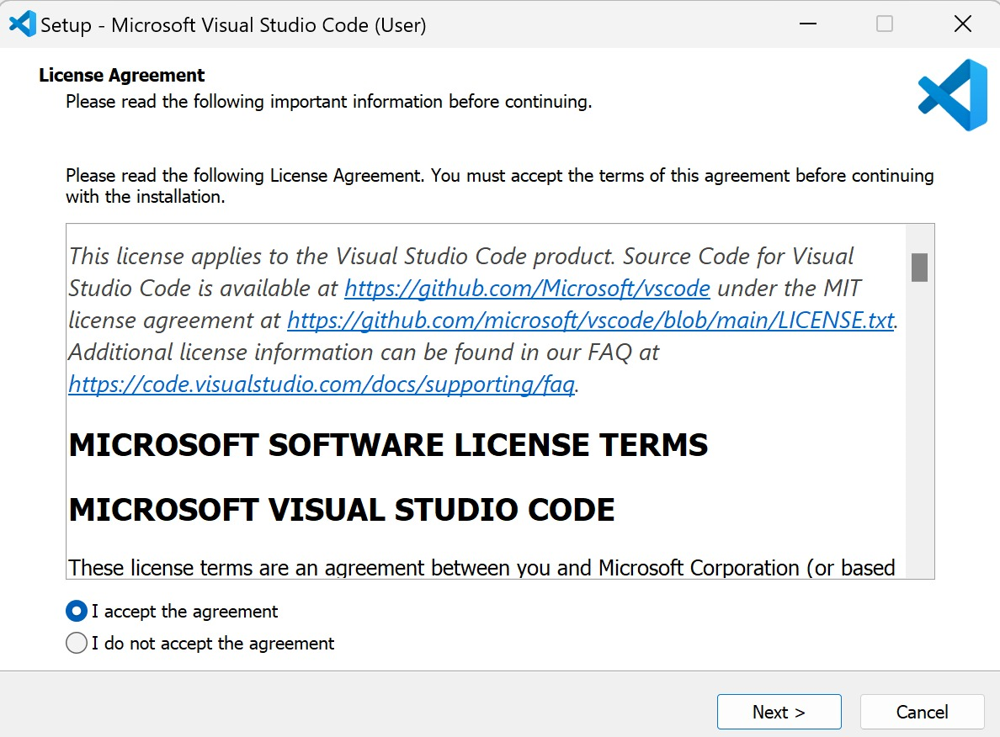 Setup - Microsoft Visual Studio Code (User)
License Agreement
Please read the following important information before continuing.
Please read the following License Agreement. You must accept the terms of this agreement before continuing
with the installation.
This license applies to the Visual Studio Code product. Source Code for Visual
Studio Code is available at https://github.com/Microsoft/vscode under the MIT
license agreement at https://github.com/microsoft/vscode/blob/main/LICENSE.txt.
Additional license information can be found in our FAQ at
https://code.visualstudio.com/docs/supporting/faq.
MICROSOFT SOFTWARE LICENSE TERMS
MICROSOFT VISUAL STUDIO CODE
These license terms are an agreement between you and Microsoft Corporation (or based
I accept the agreement
I do not accept the agreement
Next >
Cancel